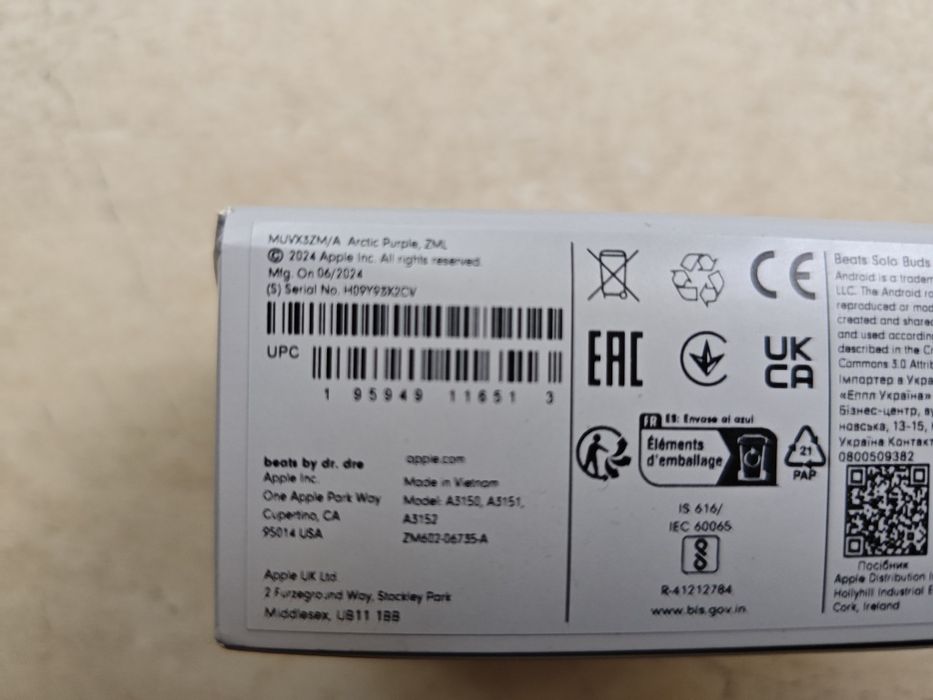 MUVX3ZM/A Arctic Purple, ZML
© 2024 Apple Inc. All rights reserved.
Mfg. On 06/2024
(S) Serial No. H09Y93X2CV
UPC
1 95949 11651 3
beats by dr. dre
Apple Inc.
One Apple Park Way
Cupertino, CA
95014 USA
apple.com
Made in Vietnam
Model: A3150, A3151,
A3152
ZM602-06735-A
Apple UK Ltd.
2 Furzeground Way, Stockley Park
Middlesex, UB11 1BB
CE
EAC
UK
CA
FR ES: Envase al azul
Éléments
d'emballage
21
PAP
IS 616/
IEC 60065
R-41212784
www.bis.gov.in
Beats Solo Buds
Android is a tradem
LLC. The Android ro
reproduced or mod
created and shared
and used accordin
described in the Cr
Commons 3.0 Attrib
Імпортер в Укра
«Еппл Україна»
Бізнес-центр, ву
новська, 13-15,
Україна Контакт
0800509382
Посібник
Apple Distribution I
Hollyhill Industrial E
Cork, Ireland